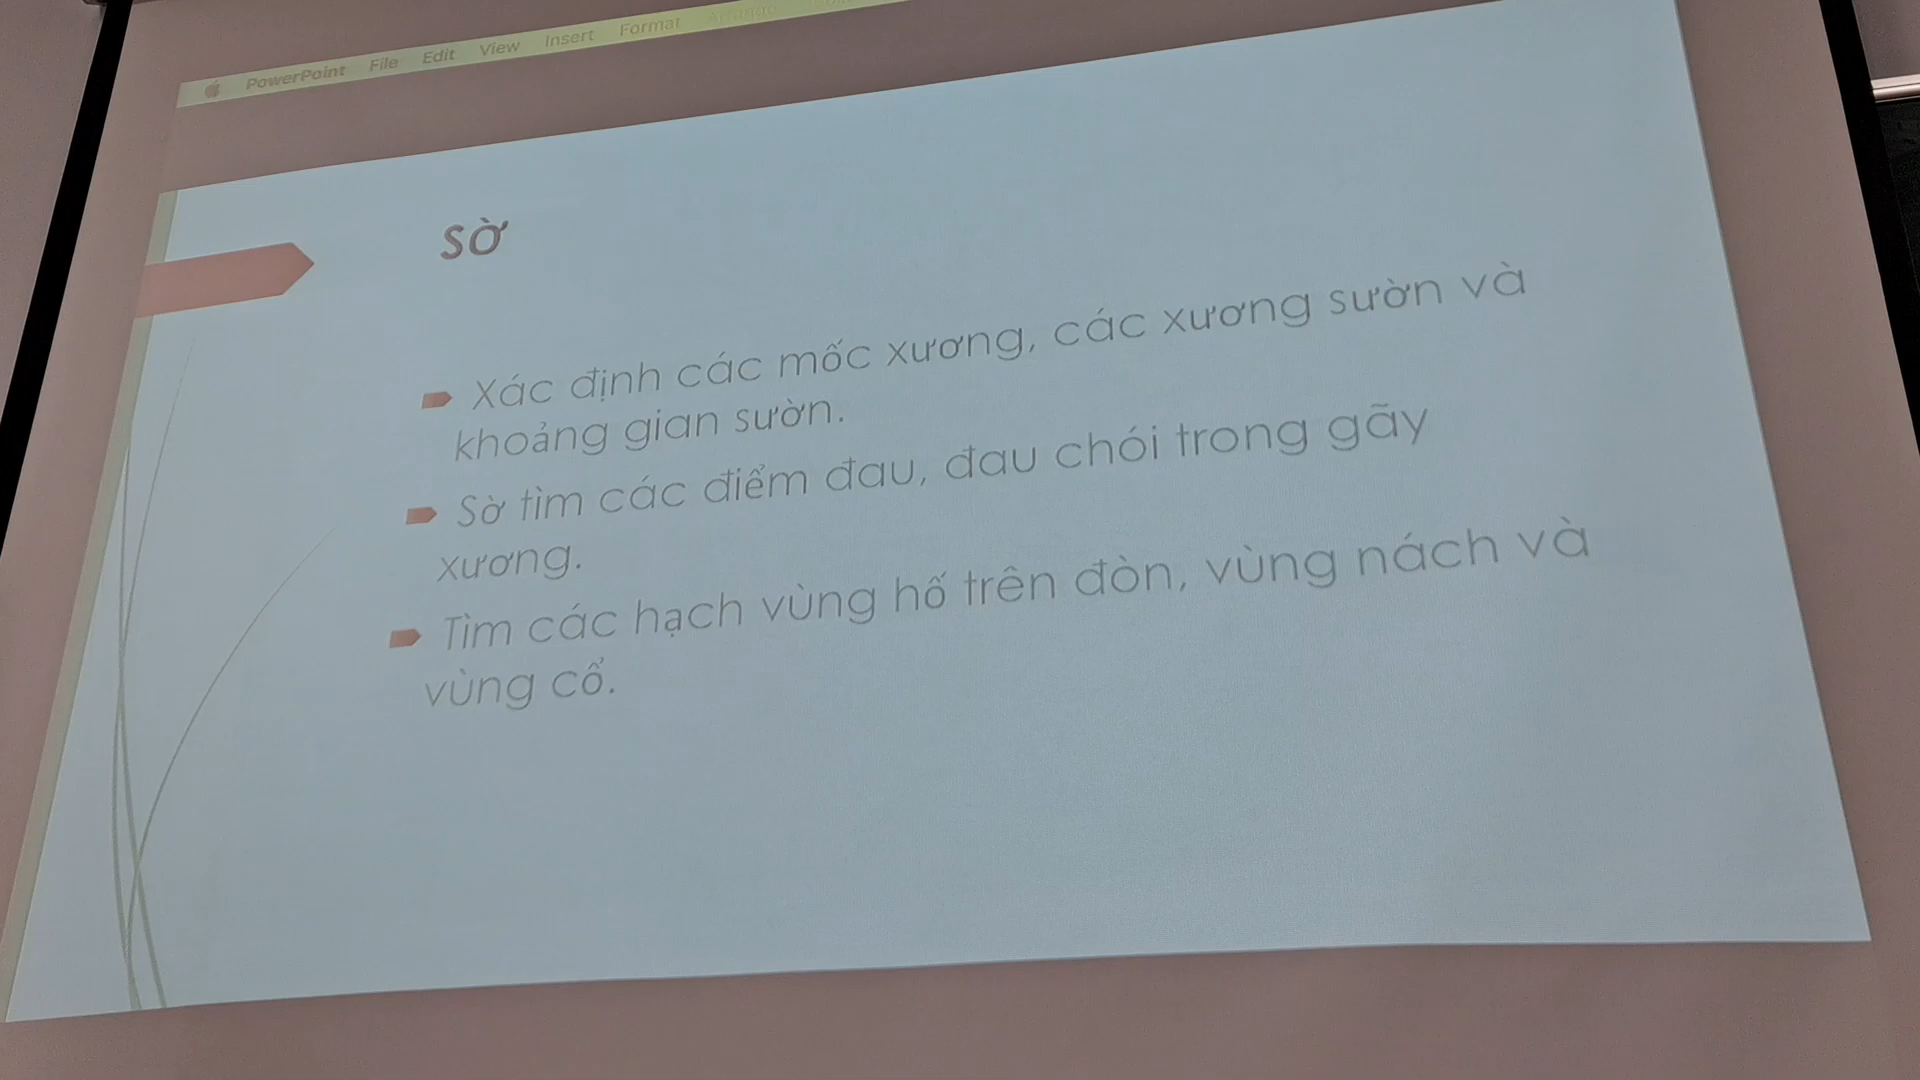 PowerPoint File Edit View Insert Format Arrange
SỜ
Xác định các mốc xương, các xương sườn và
khoảng gian sườn.
Sờ tìm các điểm đau, đau chói trong gãy
xương.
Tìm các hạch vùng hố trên đòn, vùng nách và
vùng cổ.